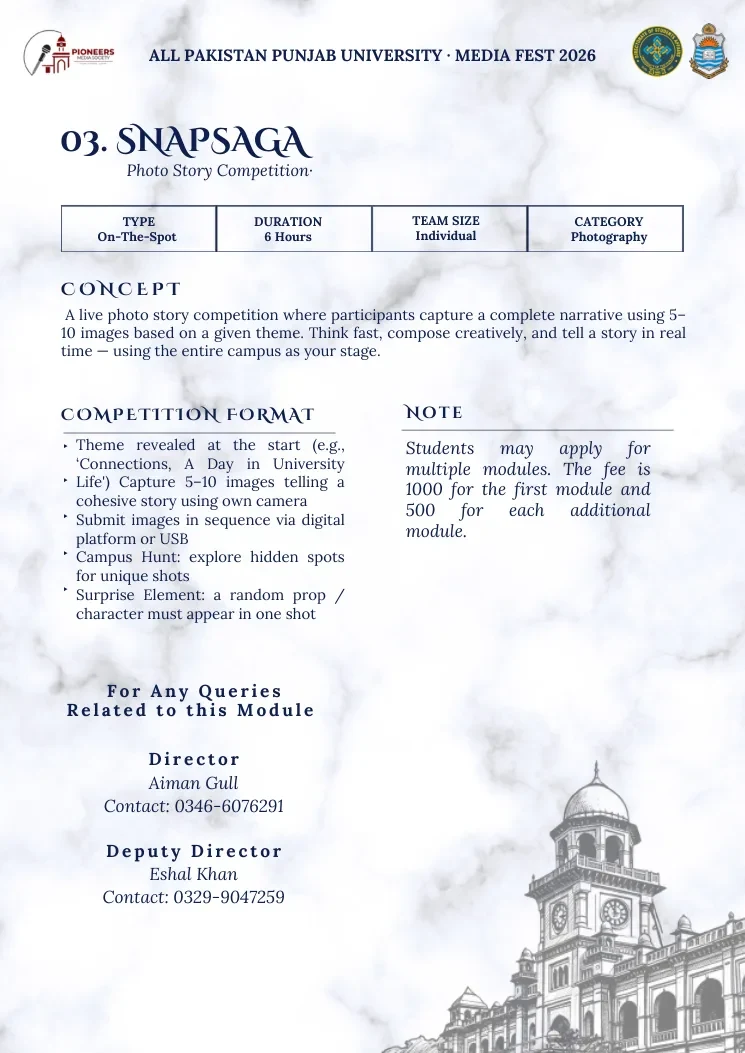 PIONEERS
MEDIA SOCIETY
ALL PAKISTAN PUNJAB UNIVERSITY · MEDIA FEST 2026
03. SNAPSAGA
Photo Story Competition·
TYPE
On-The-Spot
DURATION
6 Hours
TEAM SIZE
Individual
CATEGORY
Photography
CONCEPT
A live photo story competition where participants capture a complete narrative using 5–
10 images based on a given theme. Think fast, compose creatively, and tell a story in real
time — using the entire campus as your stage.
COMPETITION FORMAT
‣ Theme revealed at the start (e.g.,
‘Connections, A Day in University
‣ Life') Capture 5–10 images telling a
cohesive story using own camera
‣ Submit images in sequence via digital
platform or USB
‣ Campus Hunt: explore hidden spots
for unique shots
‣ Surprise Element: a random prop /
character must appear in one shot
NOTE
Students may apply for
multiple modules. The fee is
1000 for the first module and
500 for each additional
module.
For Any Queries
Related to this Module
Director
Aiman Gull
Contact: 0346-6076291
Deputy Director
Eshal Khan
Contact: 0329-9047259